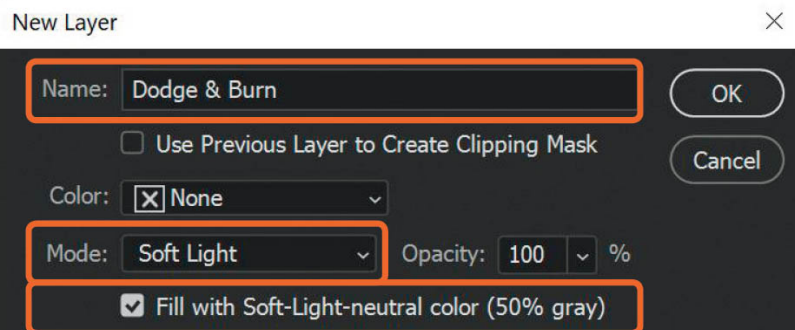 New Layer
Name: Dodge & Burn
OK
Use Previous Layer to Create Clipping Mask
Cancel
Color: None
Mode: Soft Light Opacity: 100 %
Fill with Soft-Light-neutral color (50% gray)